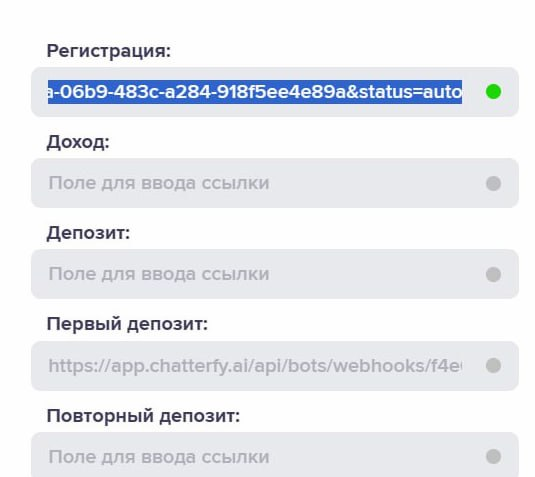 Регистрация:
a-06b9-483c-a284-918f5ee4e89a&status=auto
Доход:
Поле для ввода ссылки
Депозит:
Поле для ввода ссылки
Первый депозит:
https://app.chatterfy.ai/api/bots/webhooks/f4e
Повторный депозит:
Поле для ввода ссылки